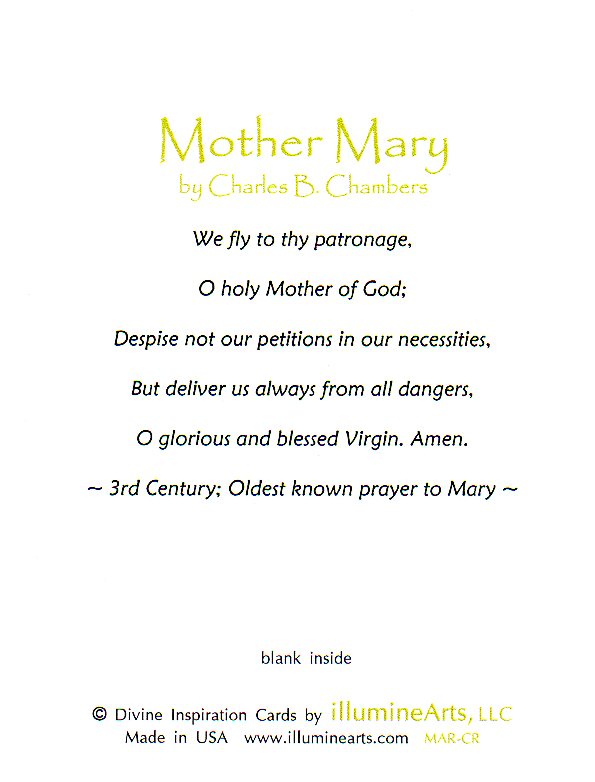 Mother Mary
by Charles B. Chambers
We fly to thy patronage,
O holy Mother of God;
Despise not our petitions in our necessities,
But deliver us always from all dangers,
O glorious and blessed Virgin. Amen.
~ 3rd Century; Oldest known prayer to Mary ~
blank inside
© Divine Inspiration Cards by illumineArts, LLC
Made in USA www.illuminearts.com MAR-CR